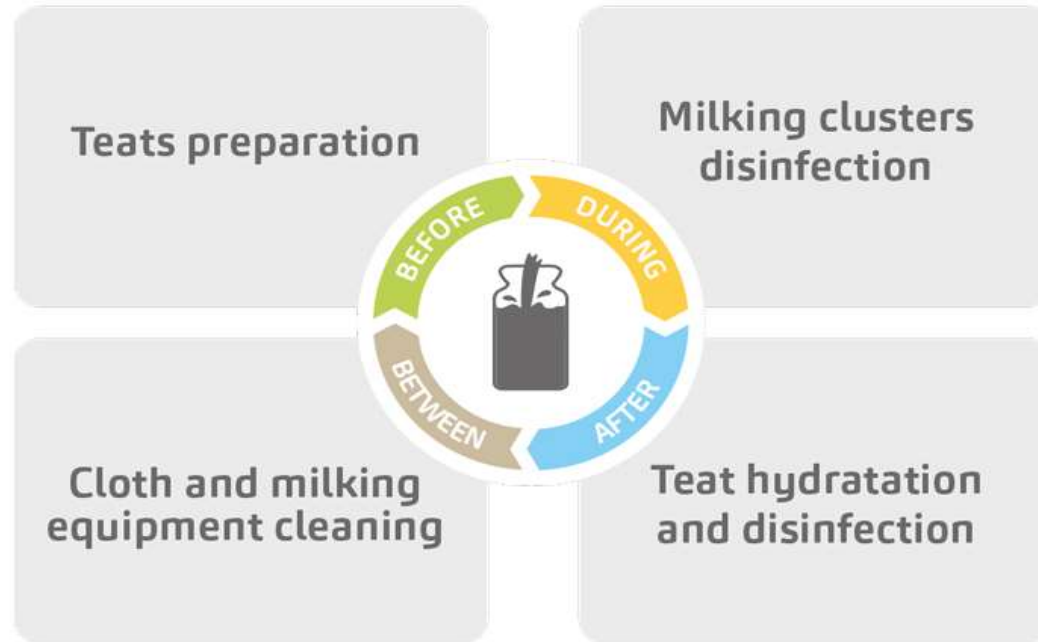 Teats preparation
Milking clusters
disinfection
BEFORE
DURING
BETWEEN
AFTER
Cloth and milking
equipment cleaning
Teat hydratation
and disinfection